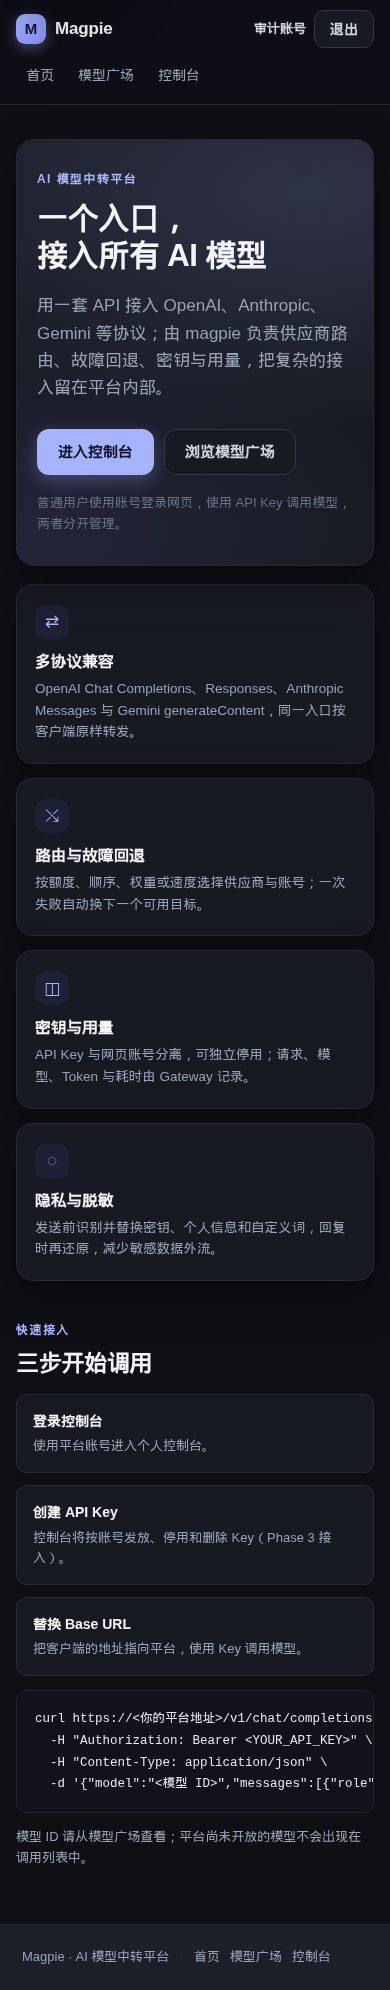 M Magpie
审计账号
退出
首页 模型广场 控制台
AI 模型中转平台
一个入口，
接入所有 AI 模型
用一套 API 接入 OpenAI、Anthropic、
Gemini 等协议；由 magpie 负责供应商路
由、故障回退、密钥与用量，把复杂的接
入留在平台内部。
进入控制台 浏览模型广场
普通用户使用账号登录网页，使用 API Key 调用模型，
两者分开管理。
多协议兼容
OpenAI Chat Completions、Responses、Anthropic
Messages 与 Gemini generateContent，同一入口按
客户端原样转发。
路由与故障回退
按额度、顺序、权重或速度选择供应商与账号；一次
失败自动换下一个可用目标。
密钥与用量
API Key 与网页账号分离，可独立停用；请求、模
型、Token 与耗时由 Gateway 记录。
隐私与脱敏
发送前识别并替换密钥、个人信息和自定义词，回复
时再还原，减少敏感数据外流。
快速接入
三步开始调用
登录控制台
使用平台账号进入个人控制台。
创建 API Key
控制台将按账号发放、停用和删除 Key（Phase 3 接
入）。
替换 Base URL
把客户端的地址指向平台，使用 Key 调用模型。
curl https://<你的平台地址>/v1/chat/completions
-H "Authorization: Bearer <YOUR_API_KEY>" \
-H "Content-Type: application/json" \
-d '{"model":"<模型 ID>","messages":[{"role"
模型 ID 请从模型广场查看；平台尚未开放的模型不会出现在
调用列表中。
Magpie · AI 模型中转平台 首页 模型广场 控制台